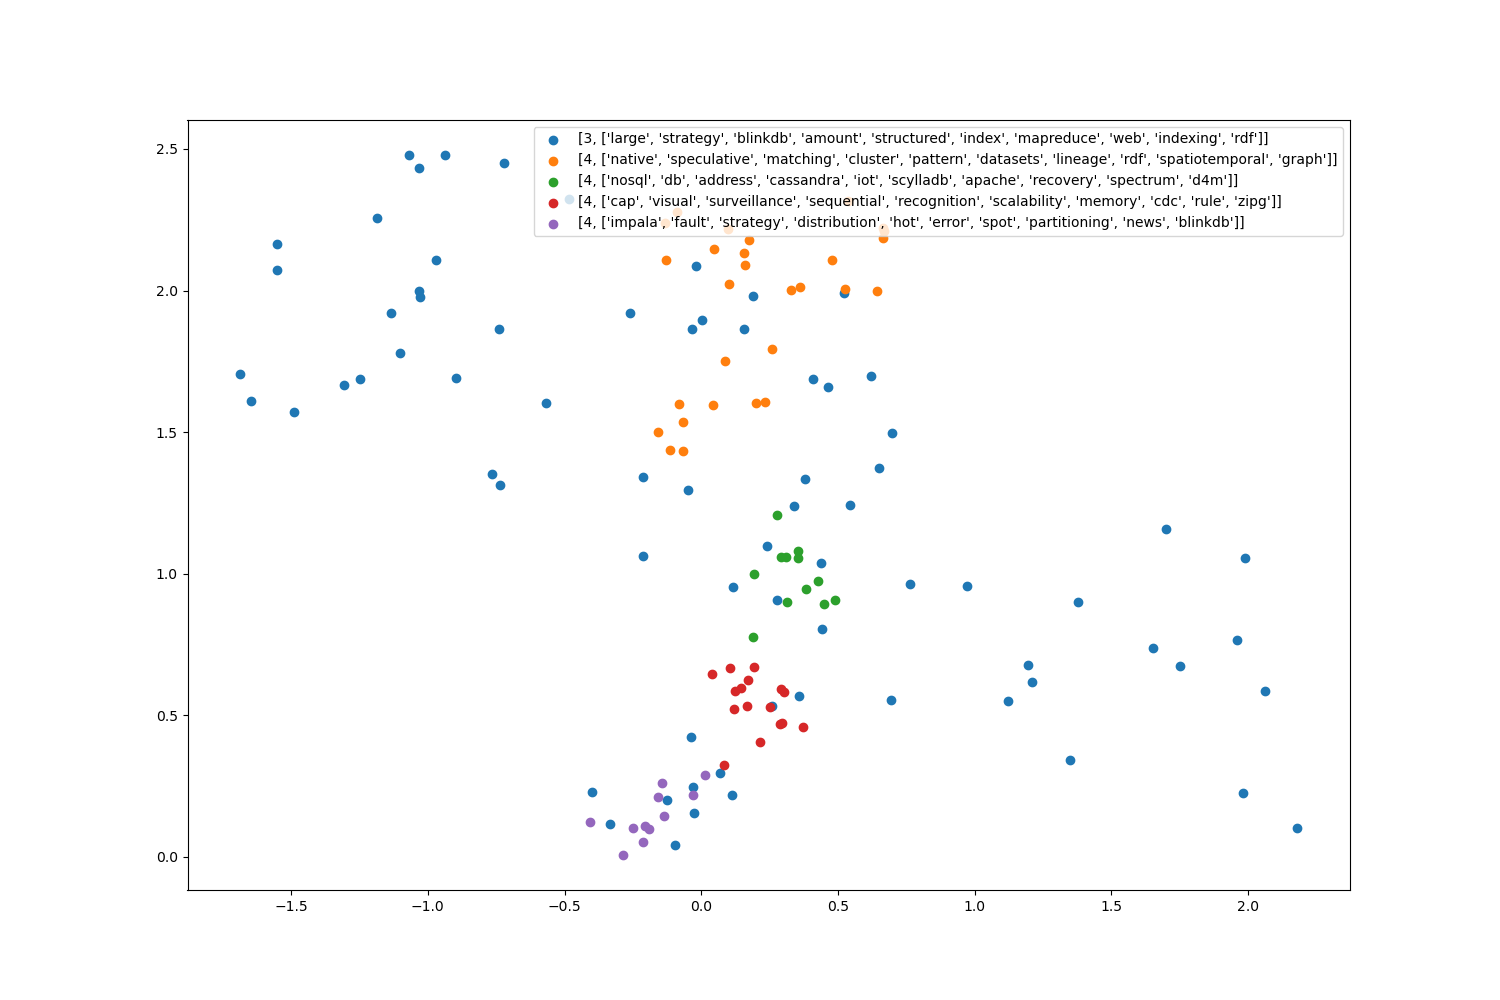 [3, ['large', 'strategy', 'blinkdb', 'amount', 'structured', 'index', 'mapreduce', 'web', 'indexing', 'rdf']]
[4, ['native', 'speculative', 'matching', 'cluster', 'pattern', 'datasets', 'lineage', 'rdf', 'spatiotemporal', 'graph']]
[4, ['nosql', 'db', 'address', 'cassandra', 'iot', 'scylladb', 'apache', 'recovery', 'spectrum', 'd4m']]
[4, ['cap', 'visual', 'surveillance', 'sequential', 'recognition', 'scalability', 'memory', 'cdc', 'rule', 'zipg']]
[4, ['impala', 'fault', 'strategy', 'distribution', 'hot', 'error', 'spot', 'partitioning', 'news', 'blinkdb']]
2.5
2.0
1.5
1.0
0.5
0.0
−1.5 −1.0 −0.5 0.0 0.5 1.0 1.5 2.0